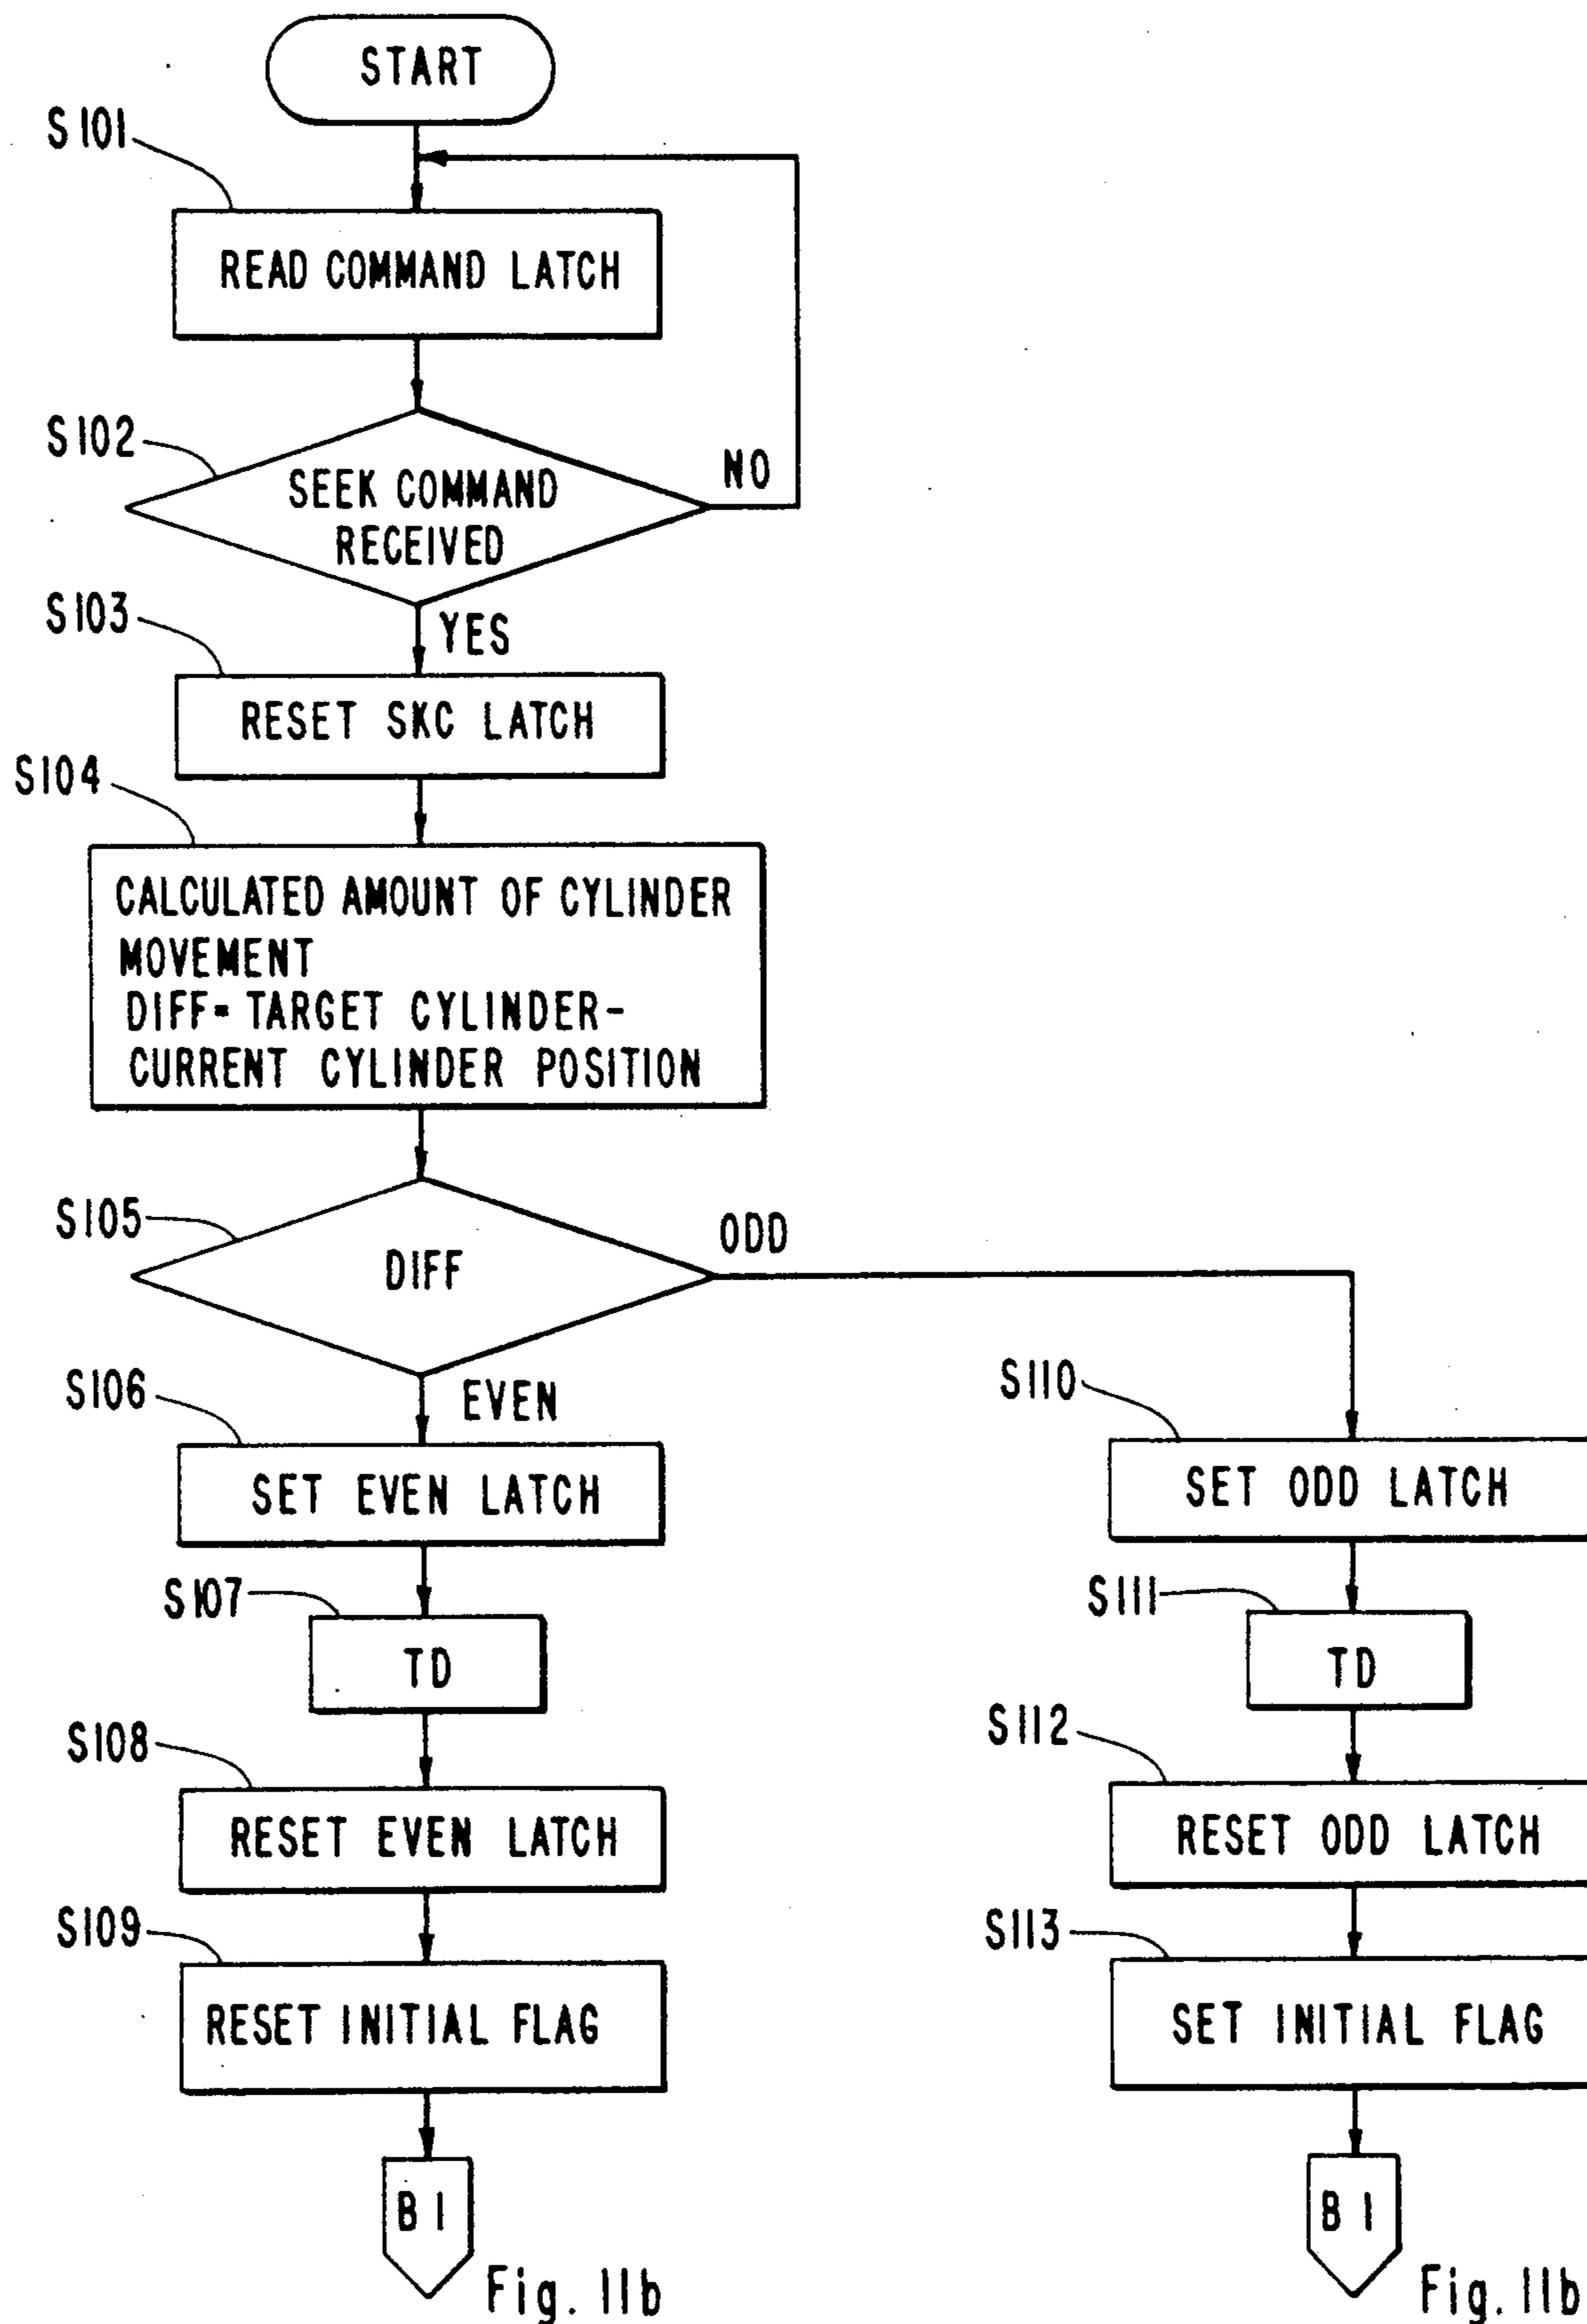 START
S101
READ COMMAND LATCH
S102
SEEK COMMAND
RECEIVED
NO
YES
S103
RESET SKC LATCH
S104
CALCULATED AMOUNT OF CYLINDER
MOVEMENT
DIFF= TARGET CYLINDER-
CURRENT CYLINDER POSITION
S105
DIFF
ODD
EVEN
S106
SET EVEN LATCH
S107
TD
S108
RESET EVEN LATCH
S109
RESET INITIAL FLAG
B1
Fig. 11b
S110
SET ODD LATCH
S111
TD
S112
RESET ODD LATCH
S113
SET INITIAL FLAG
B1
Fig. 11b